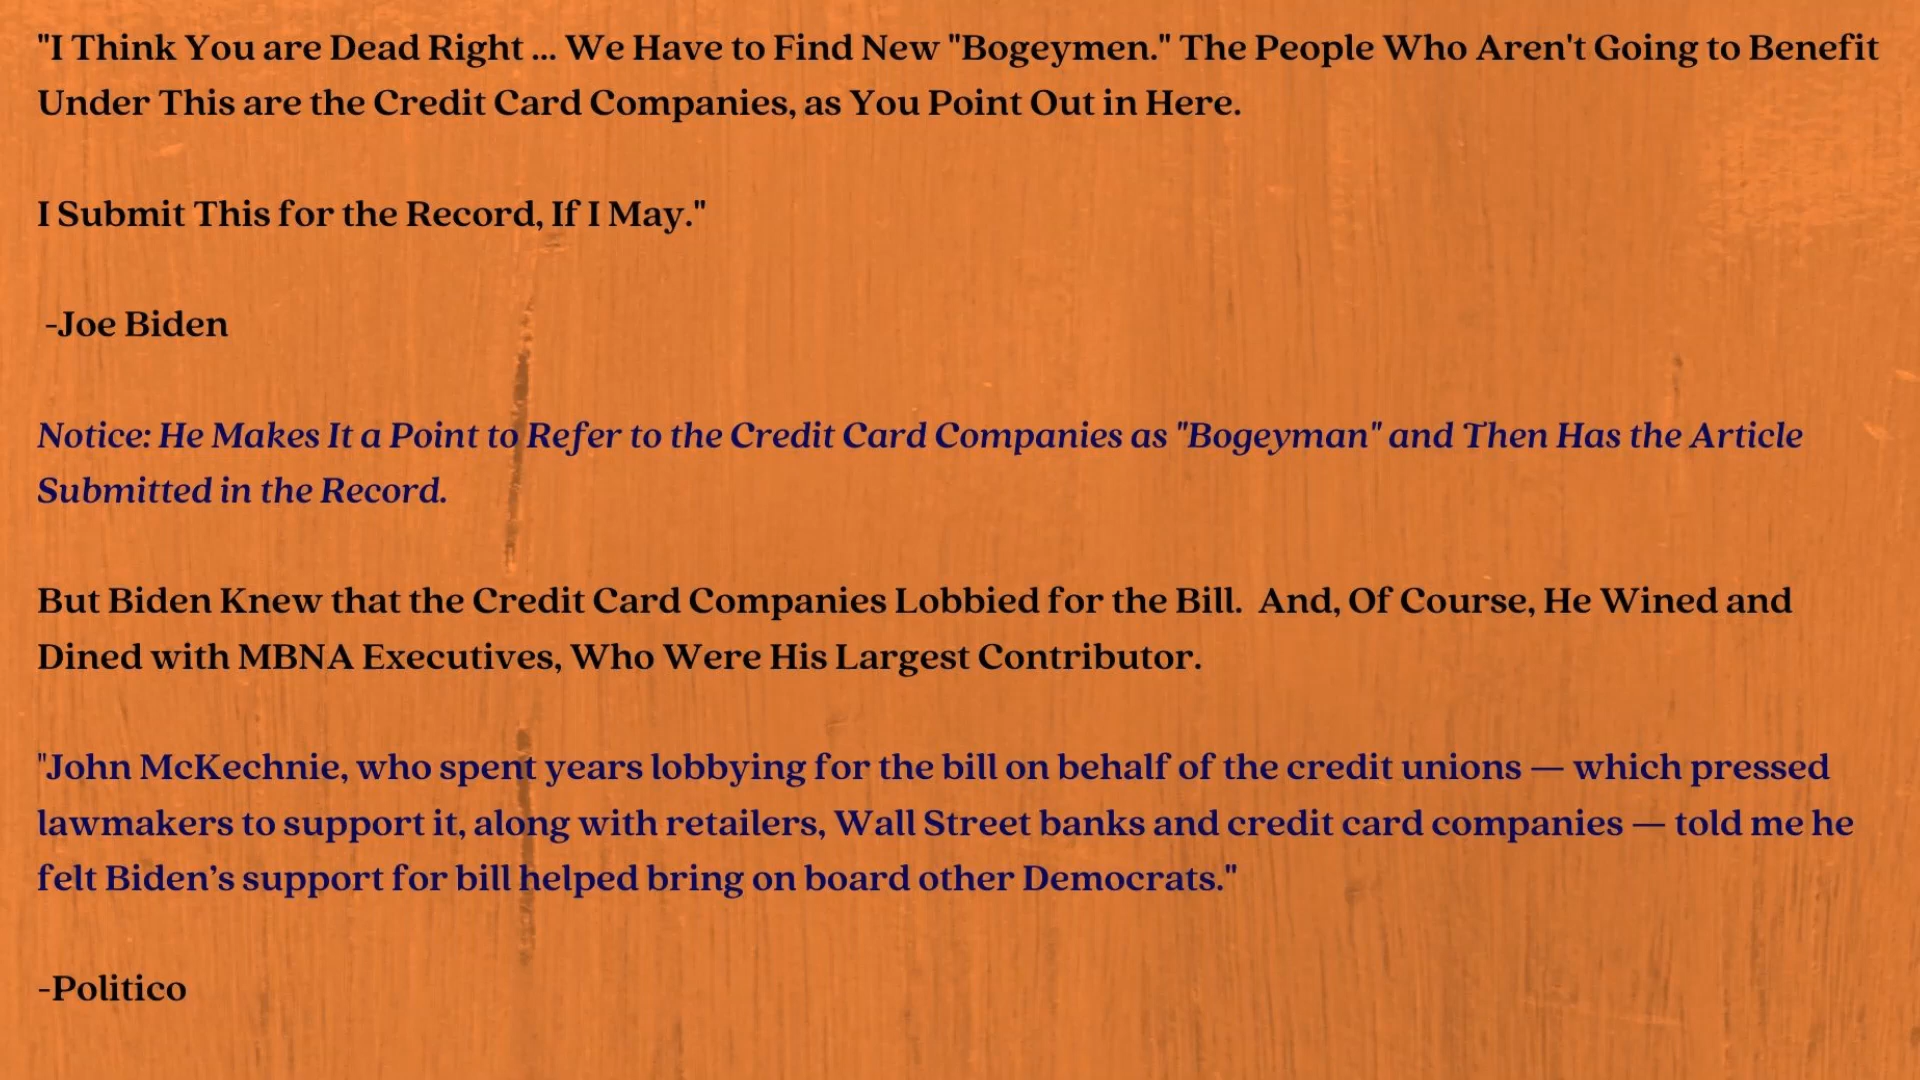 "I Think You are Dead Right ... We Have to Find New "Bogeymen." The People Who Aren't Going to Benefit
Under This are the Credit Card Companies, as You Point Out in Here.
I Submit This for the Record, If I May."
-Joe Biden
Notice: He Makes It a Point to Refer to the Credit Card Companies as "Bogeyman" and Then Has the Article
Submitted in the Record.
But Biden Knew that the Credit Card Companies Lobbied for the Bill. And, Of Course, He Wined and
Dined with MBNA Executives, Who Were His Largest Contributor.
"John McKechnie, who spent years lobbying for the bill on behalf of the credit unions — which pressed
lawmakers to support it, along with retailers, Wall Street banks and credit card companies — told me he
felt Biden’s support for bill helped bring on board other Democrats."
-Politico